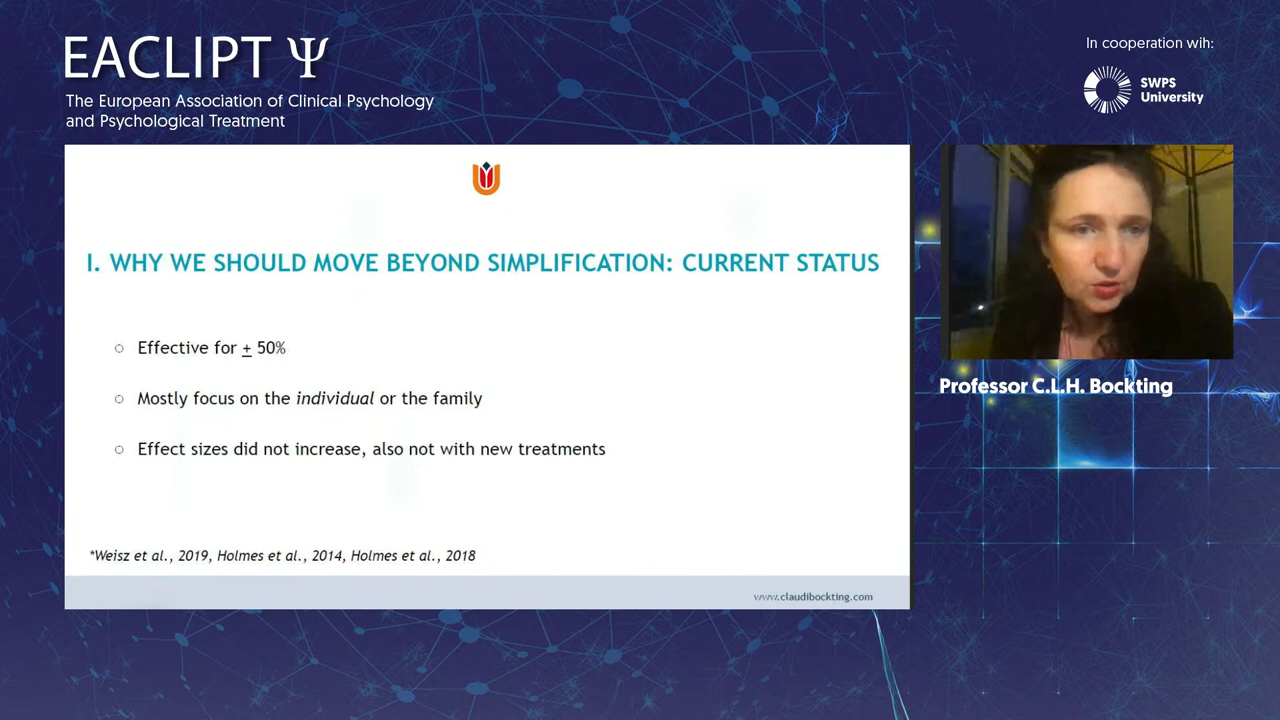 EACLIPT Ψ
The European Association of Clinical Psychology
and Psychological Treatment
In cooperation wih:
SWPS
University
I. WHY WE SHOULD MOVE BEYOND SIMPLIFICATION: CURRENT STATUS
○ Effective for ± 50%
○ Mostly focus on the individual or the family
○ Effect sizes did not increase, also not with new treatments
*Weisz et al., 2019, Holmes et al., 2014, Holmes et al., 2018
www.claudibockting.com
Professor C.L.H. Bockting